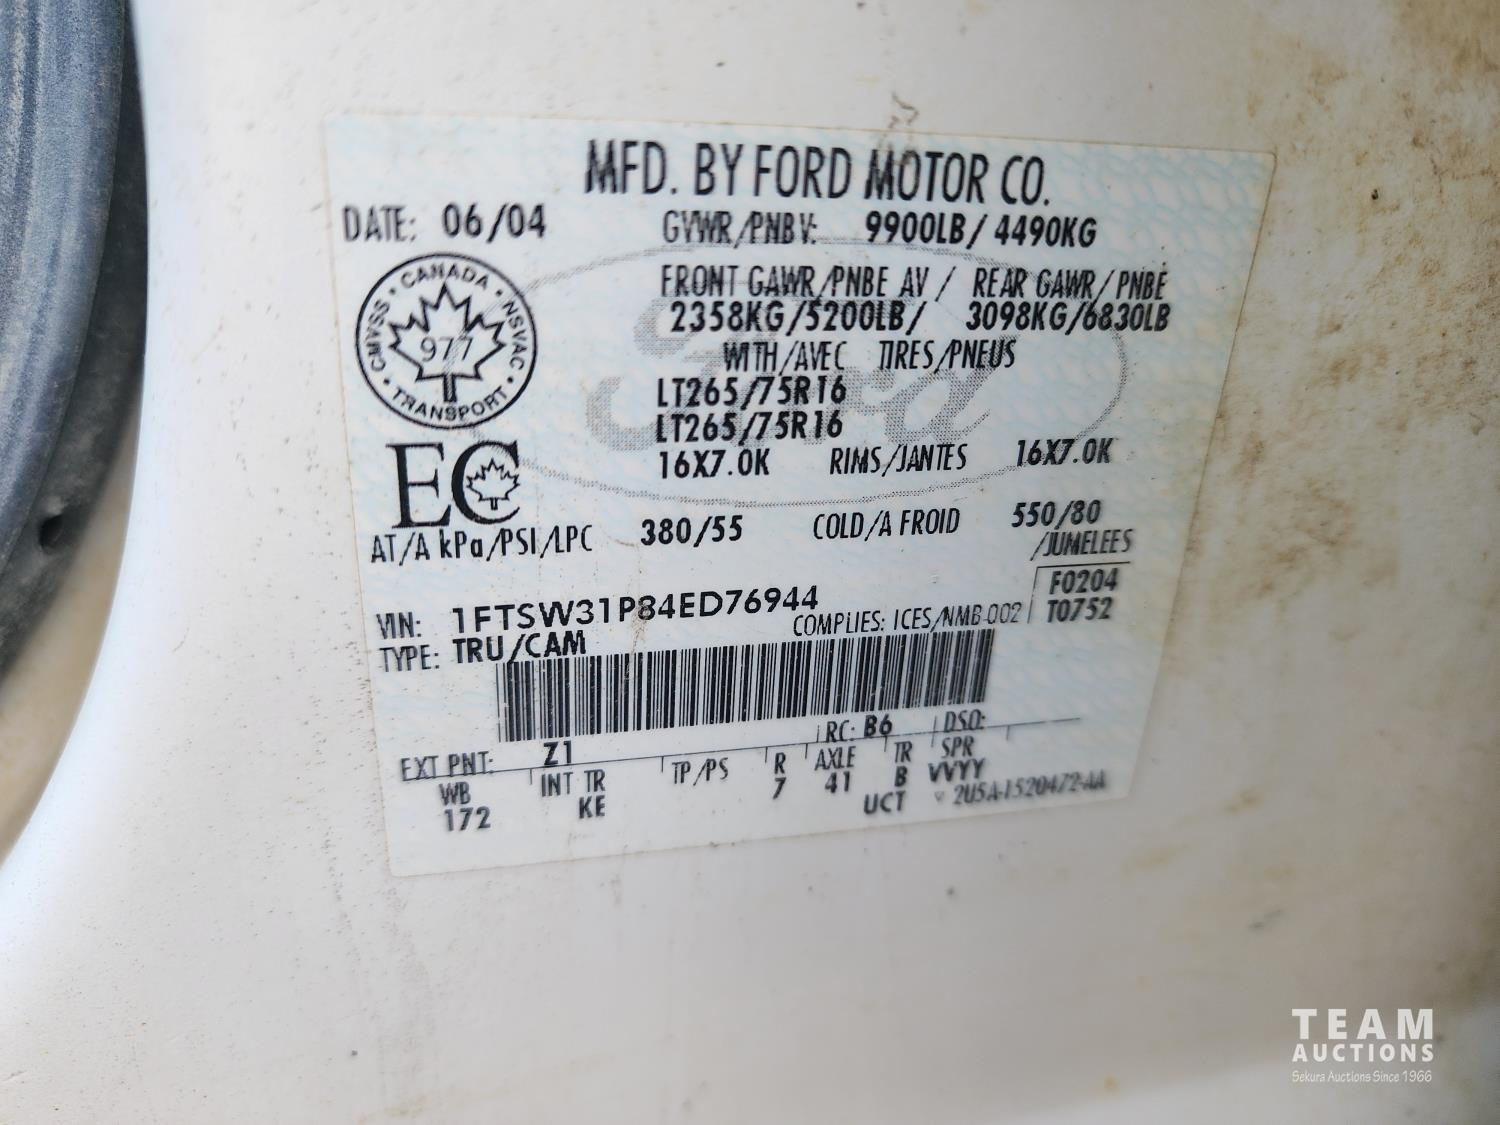 MFD. BY FORD MOTOR CO.
DATE: 06/04
GVWR/PNBV: 9900LB/ 4490KG
FRONT GAWR/PNBE AV / REAR GAWR/PNBE
2358KG/5200LB/ 3098KG/6830LB
WITH/AVEC TIRES/PNEUS
LT265/75R16
LT265/75R16
16X7.0K RIMS/JANTES 16X7.0K
CANADA
CMVSS • NSVAC
977
TRANSPORT
Ford
EC
AT/A kPa/PSI/LPC 380/55 COLD/A FROID 550/80
/JUMELEES
VIN: 1FTSW31P84ED76944
F0204
COMPLIES: ICES/NMB-002 T0752
TYPE: TRU/CAM
RC: B6 DSO:
EXT PNT: Z1
WB INT TR TP/PS R AXLE TR SPR
172 KE 7 41 B VVYY
UCT ▽ 2U5A-1520472-AA
TEAM
AUCTIONS
Sekura Auctions Since 1966